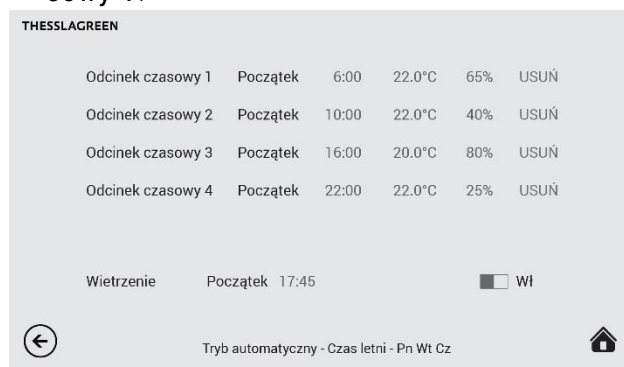 THESSLAGREEN
Odcinek czasowy 1 Początek 6:00 22.0°C 65% USUŃ
Odcinek czasowy 2 Początek 10:00 22.0°C 40% USUŃ
Odcinek czasowy 3 Początek 16:00 20.0°C 80% USUŃ
Odcinek czasowy 4 Początek 22:00 22.0°C 25% USUŃ
Wietrzenie Początek 17:45 Wł
Tryb automatyczny - Czas letni - Pn Wt Cz